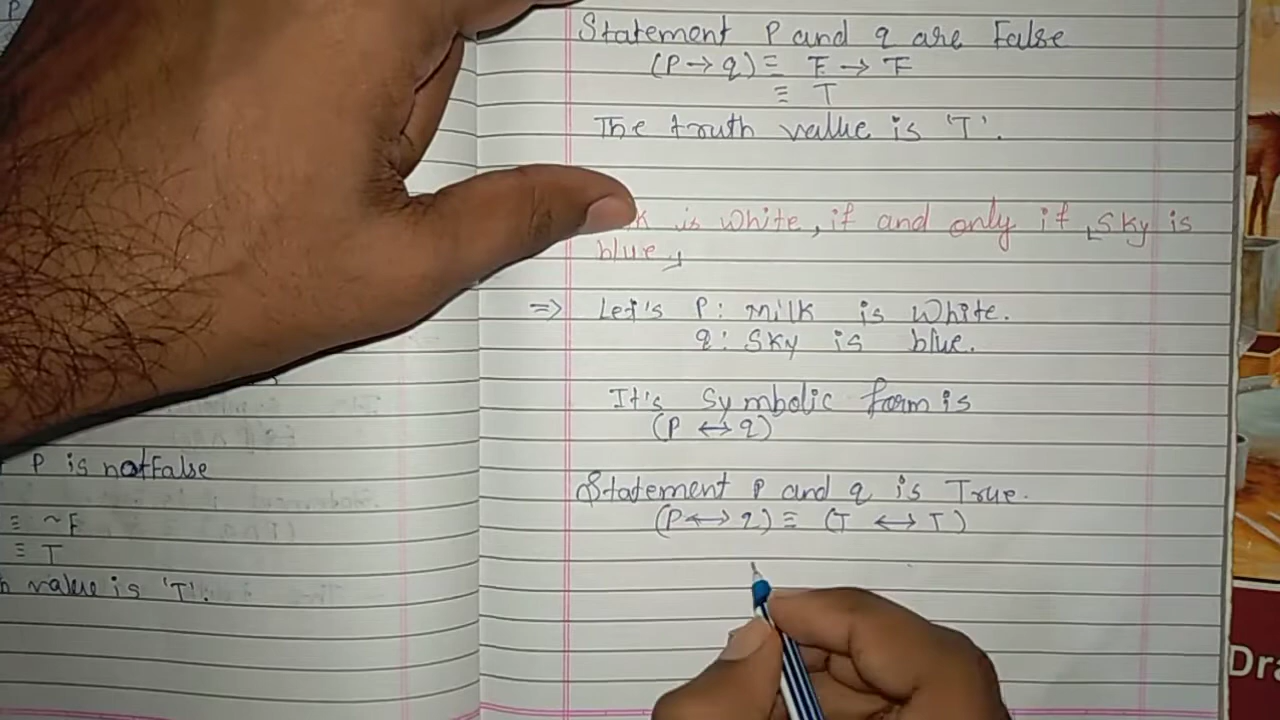 P
P is notFalse
≡ ~F
≡ T
value is 'T'.
Statement P and q are False
(P → q) ≡ F → F
≡ T
The truth value is 'T'.
is White, if and only if, Sky is
blue,
=> Let's P: Milk is White.
q: Sky is blue.
It's Symbolic form is
(P ↔ q)
Statement P and q is True.
(P ↔ q) ≡ (T ↔ T)
Dra